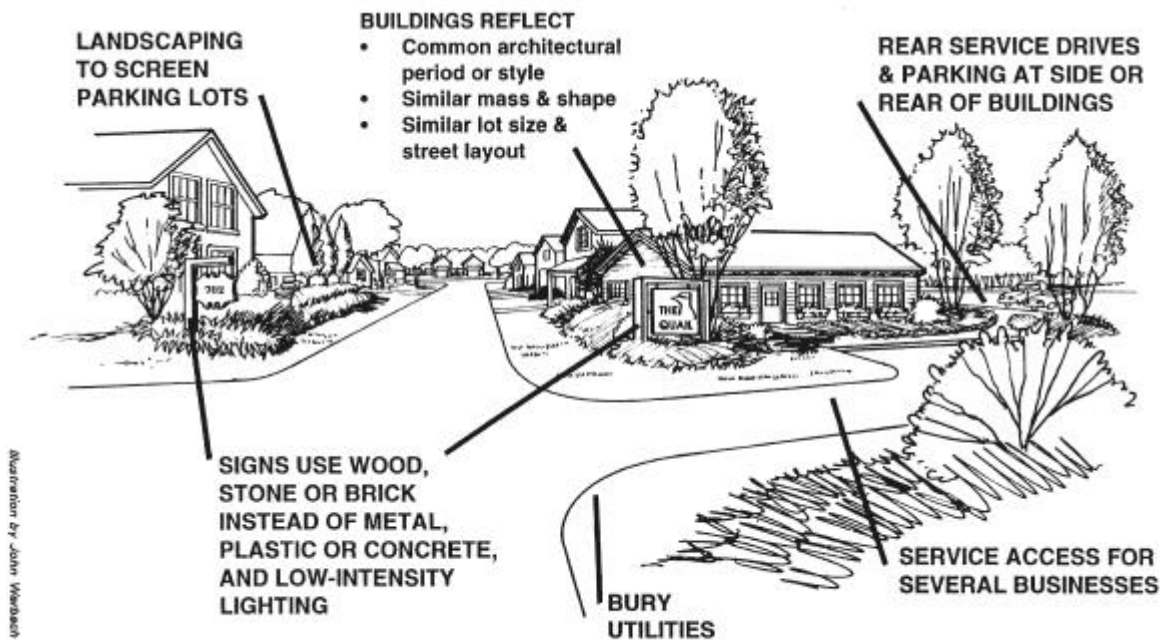 LANDSCAPING
TO SCREEN
PARKING LOTS
BUILDINGS REFLECT
• Common architectural
period or style
• Similar mass & shape
• Similar lot size &
street layout
REAR SERVICE DRIVES
& PARKING AT SIDE OR
REAR OF BUILDINGS
702
THE
QUAIL
SIGNS USE WOOD,
STONE OR BRICK
INSTEAD OF METAL,
PLASTIC OR CONCRETE,
AND LOW-INTENSITY
LIGHTING
BURY
UTILITIES
SERVICE ACCESS FOR
SEVERAL BUSINESSES
Illustration by John Warbach